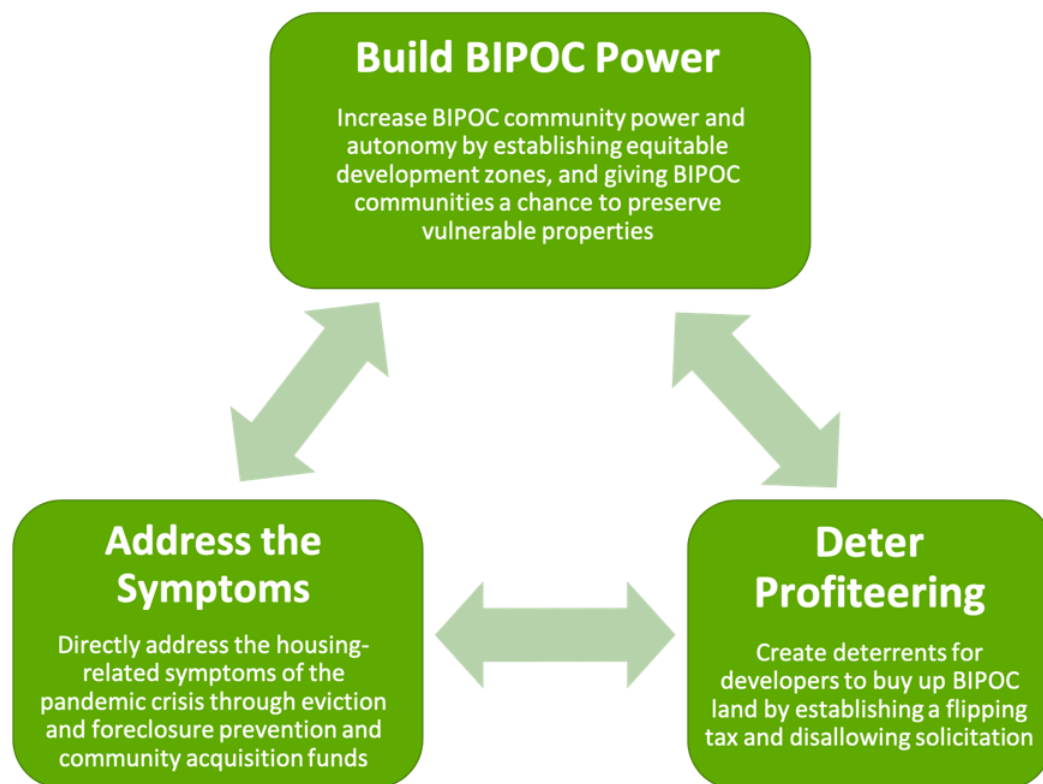 Build BIPOC Power
Increase BIPOC community power and
autonomy by establishing equitable
development zones, and giving BIPOC
communities a chance to preserve
vulnerable properties
Address the
Symptoms
Directly address the housing-
related symptoms of the
pandemic crisis through eviction
and foreclosure prevention and
community acquisition funds
Deter
Profiteering
Create deterrents for
developers to buy up BIPOC
land by establishing a flipping
tax and disallowing solicitation